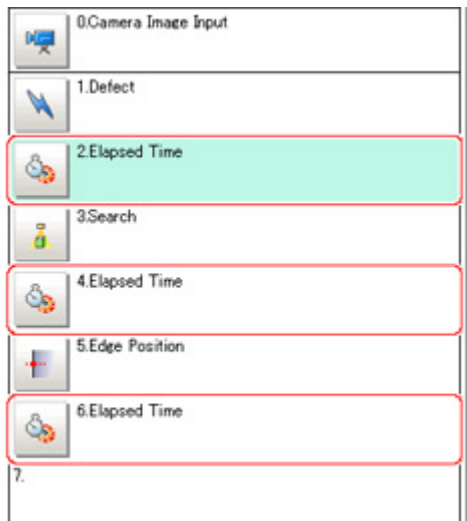 0.Camera Image Input
1.Defect
2.Elapsed Time
3.Search
4.Elapsed Time
5.Edge Position
6.Elapsed Time
7.